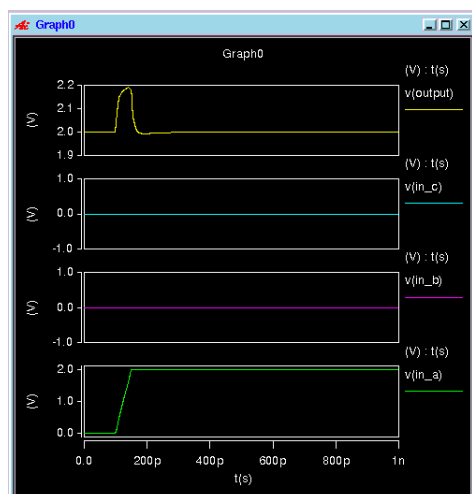 Graph0
Graph0
(V) : t(s)
v(output)
2.2
2.1
2.0
1.9
(V)
(V) : t(s)
v(in_c)
1.0
0.0
-1.0
(V)
(V) : t(s)
v(in_b)
1.0
0.0
-1.0
(V)
(V) : t(s)
v(in_a)
2.0
1.0
0.0
(V)
0.0 200p 400p 600p 800p 1n
t(s)